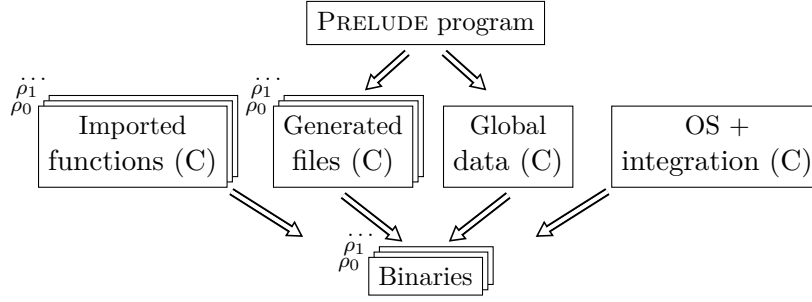 PRELUDE program
...
ρ1
ρ0
Imported
functions (C)
...
ρ1
ρ0
Generated
files (C)
Global
data (C)
OS +
integration (C)
...
ρ1
ρ0
Binaries